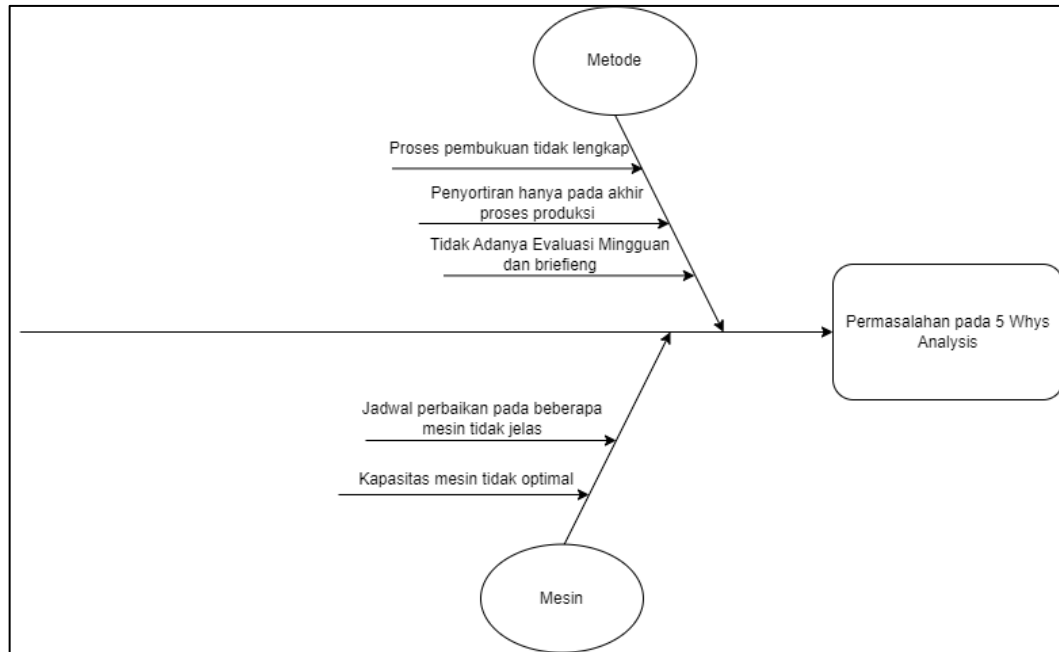 Metode
Proses pembukuan tidak lengkap
Penyortiran hanya pada akhir
proses produksi
Tidak Adanya Evaluasi Mingguan
dan briefieng
Permasalahan pada 5 Whys
Analysis
Jadwal perbaikan pada beberapa
mesin tidak jelas
Kapasitas mesin tidak optimal
Mesin